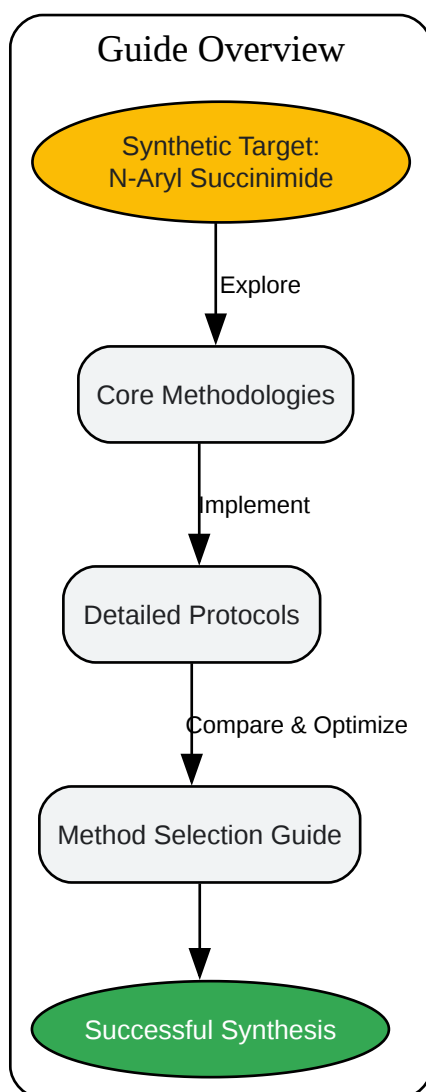 Guide Overview
Synthetic Target:
N-Aryl Succinimide
Explore
Core Methodologies
Implement
Detailed Protocols
Compare & Optimize
Method Selection Guide
Successful Synthesis